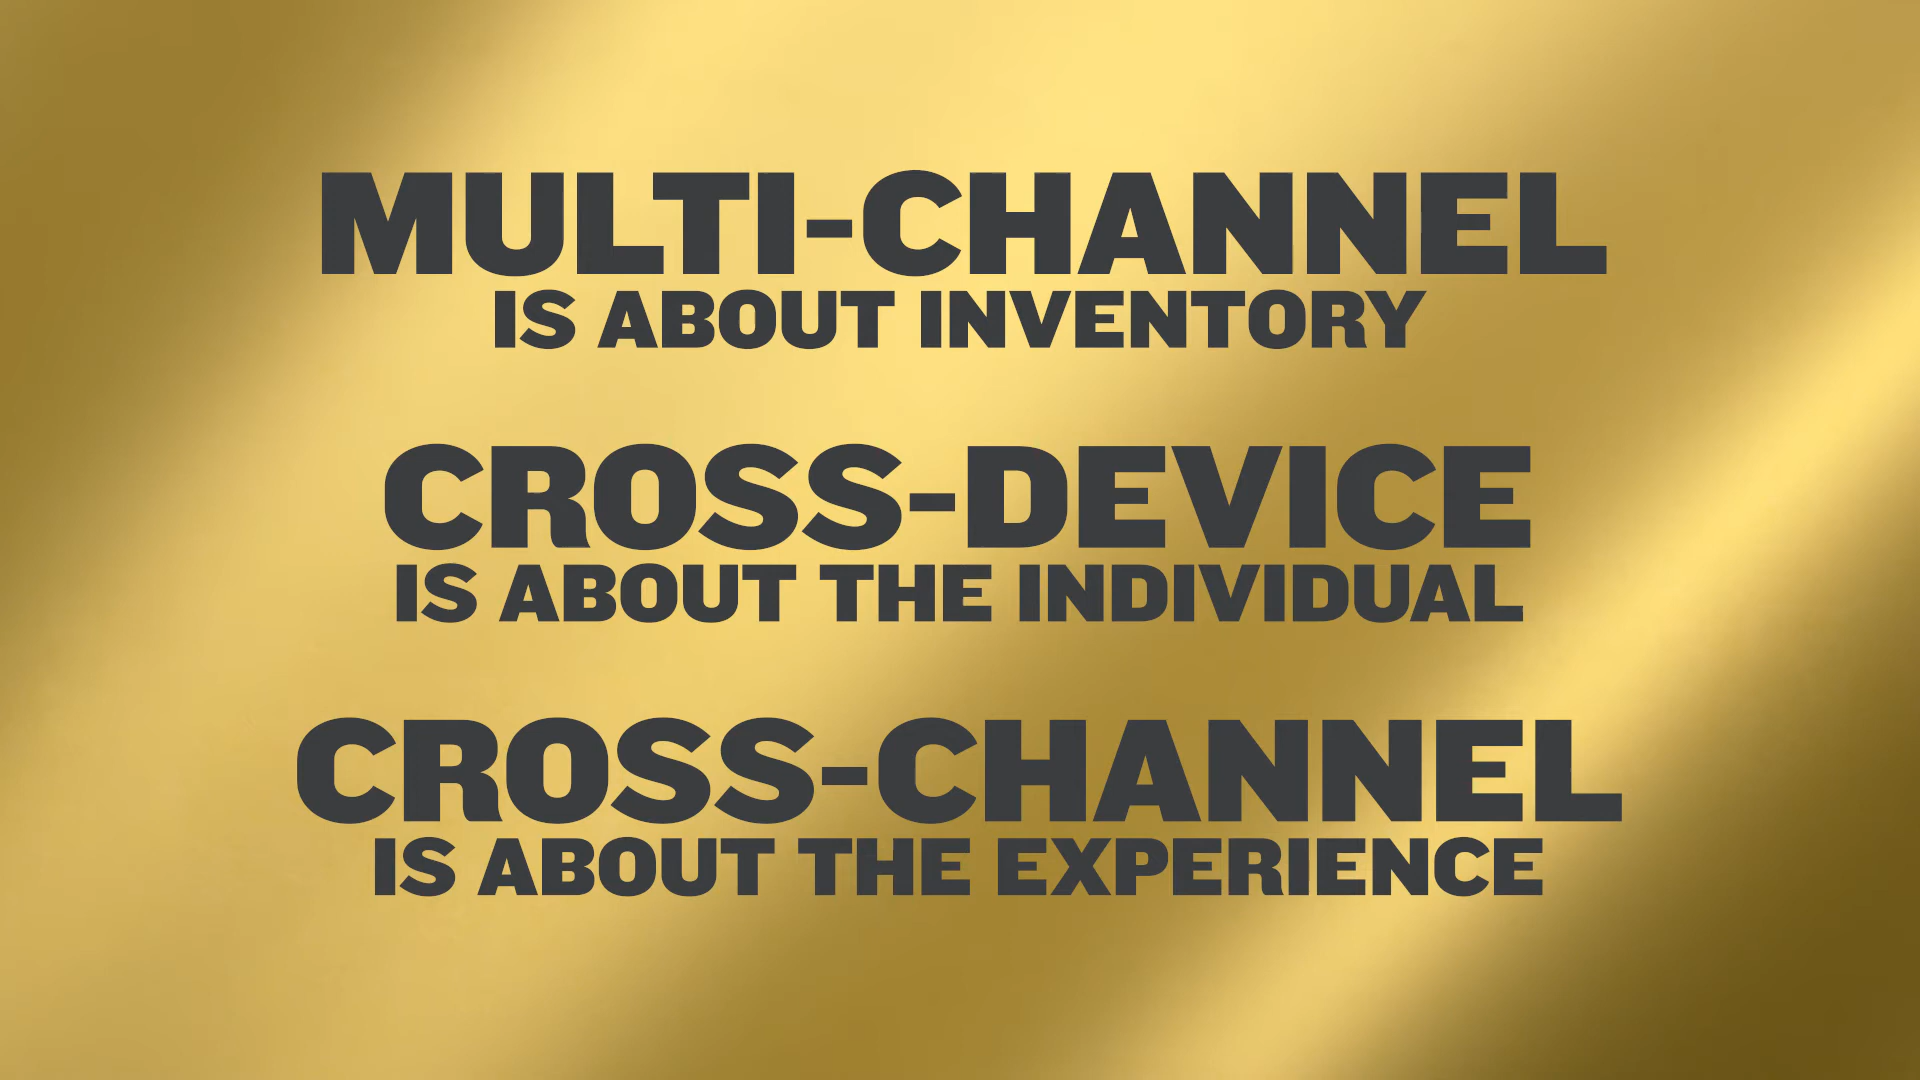 MULTI-CHANNEL
IS ABOUT INVENTORY
CROSS-DEVICE
IS ABOUT THE INDIVIDUAL
CROSS-CHANNEL
IS ABOUT THE EXPERIENCE